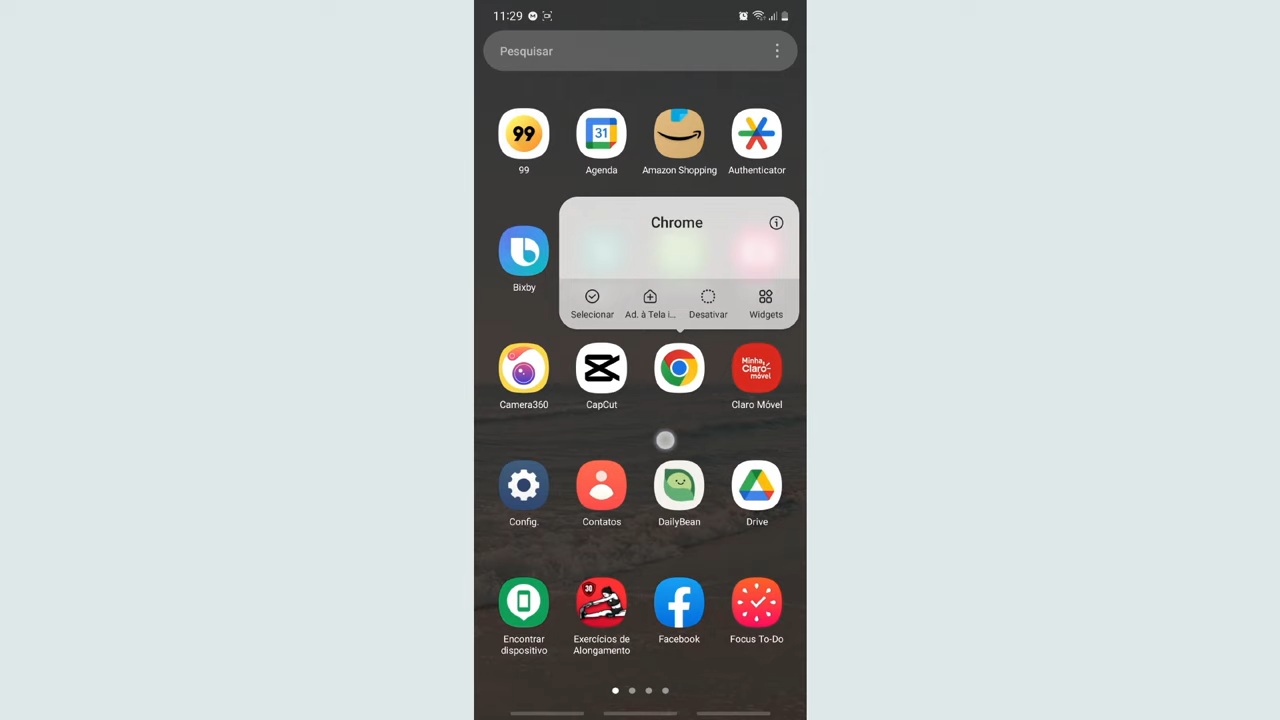 11:29
Pesquisar
99
31
99
Agenda
Amazon Shopping
Authenticator
Chrome
Bixby
Selecionar
Ad. à Tela i...
Desativar
Widgets
Minha
Claro
móvel
Camera360
CapCut
Claro Móvel
Config.
Contatos
DailyBean
Drive
30
Encontrar
dispositivo
Exercícios de
Alongamento
Facebook
Focus To-Do